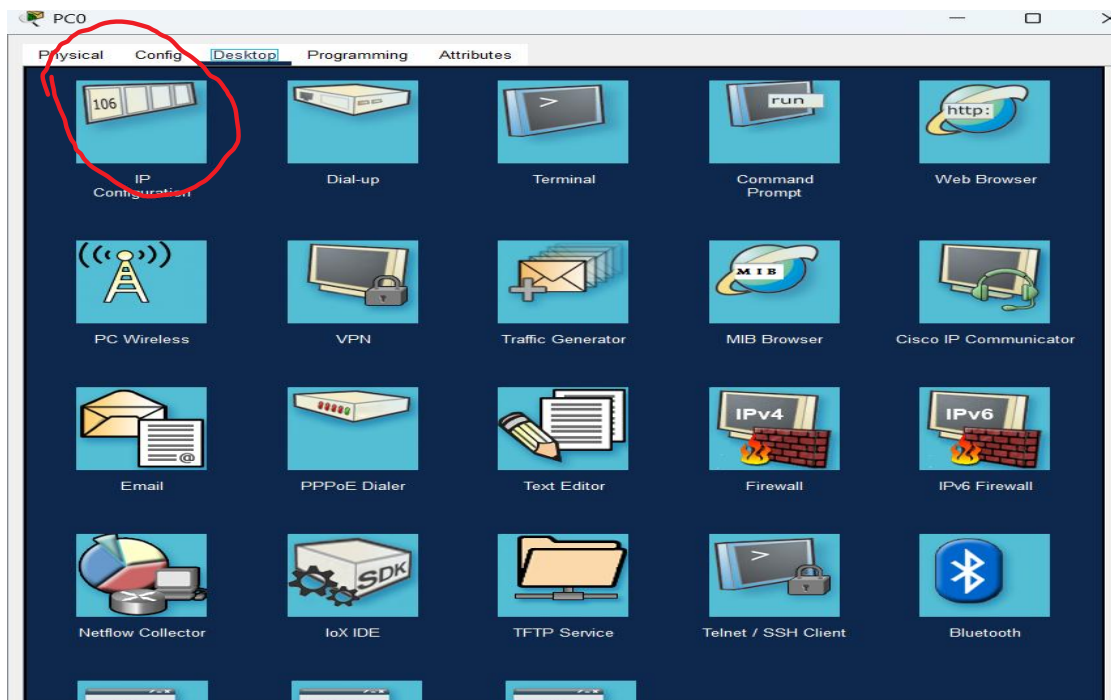 PC0
Physical Config Desktop Programming Attributes
106
>
run
http:
IP
Configuration
Dial-up
Terminal
Command
Prompt
Web Browser
MIB
PC Wireless
VPN
Traffic Generator
MIB Browser
Cisco IP Communicator
@
IPv4
IPv6
Email
PPPoE Dialer
Text Editor
Firewall
IPv6 Firewall
SDK
>
Netflow Collector
IoX IDE
TFTP Service
Telnet / SSH Client
Bluetooth